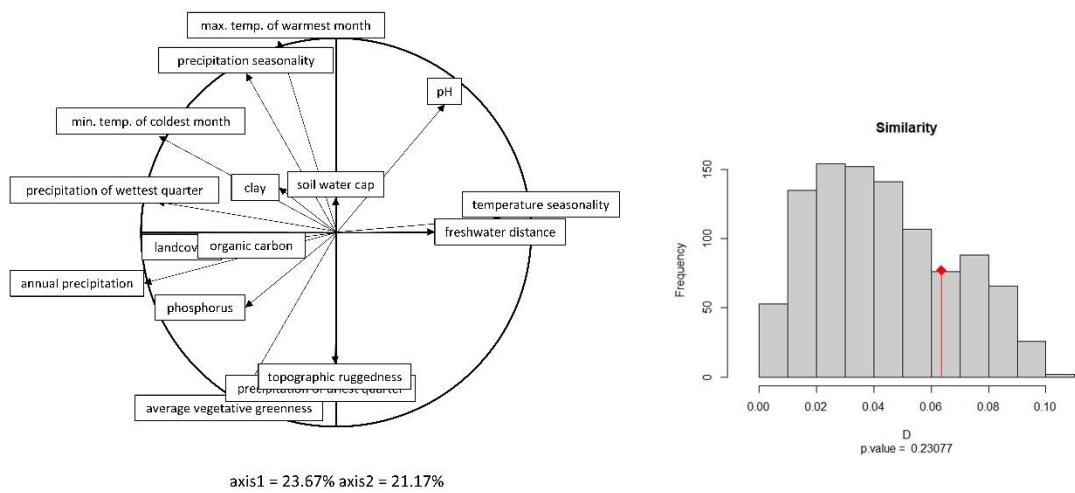 max. temp. of warmest month
precipitation seasonality
pH
min. temp. of coldest month
clay
soil water cap
precipitation of wettest quarter
temperature seasonality
freshwater distance
organic carbon
annual precipitation
phosphorus
topographic ruggedness
precipitation of quarter
average vegetative greenness
axis1 = 23.67% axis2 = 21.17%
Similarity
Frequency
150
100
50
0
0.00 0.02 0.04 0.06 0.08 0.10
D
p.value = 0.23077